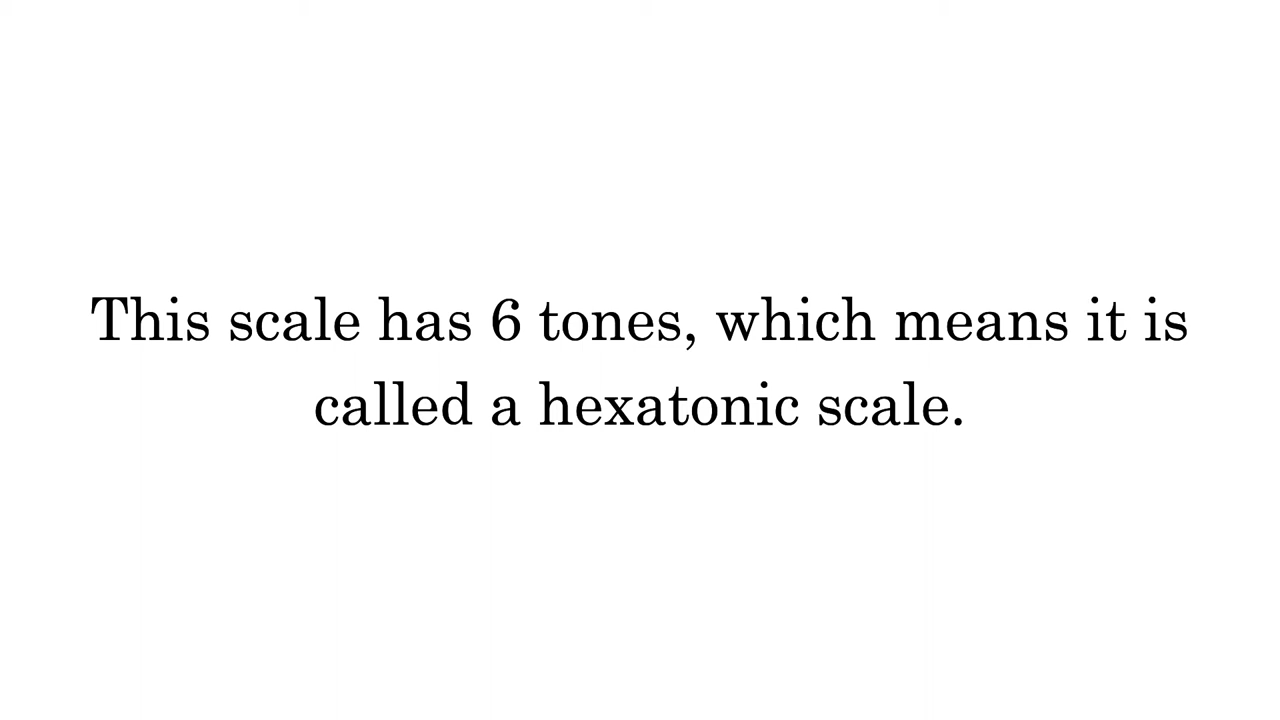 This scale has 6 tones, which means it is
called a hexatonic scale.